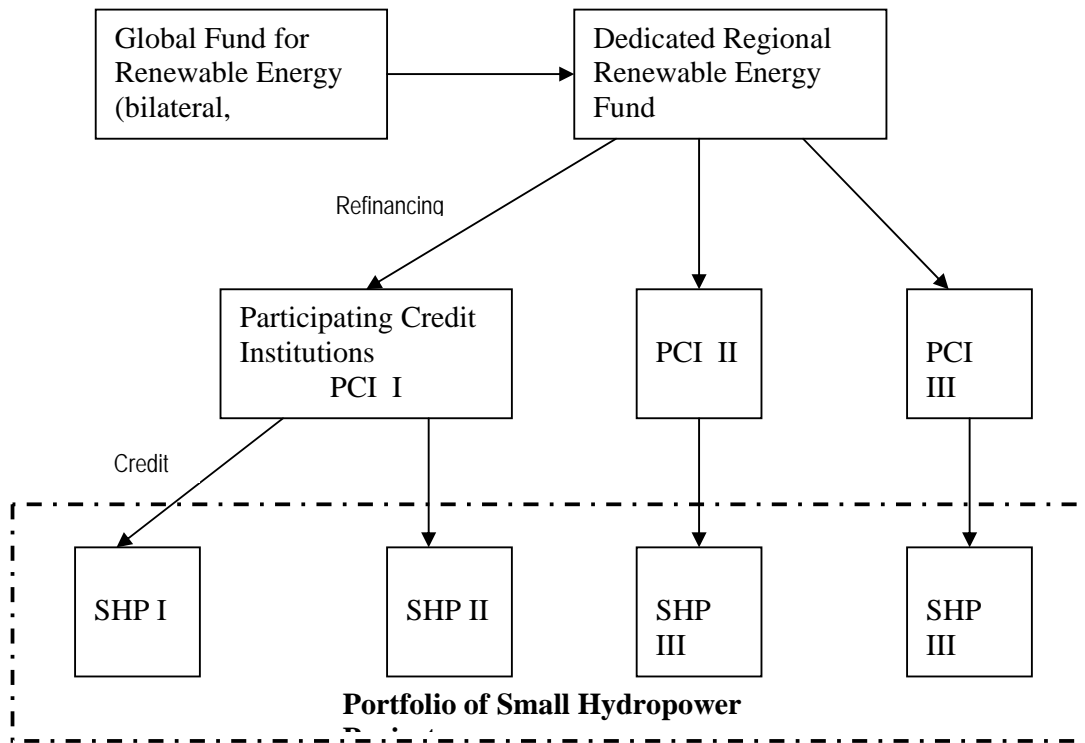 Global Fund for
Renewable Energy
(bilateral,
Dedicated Regional
Renewable Energy
Fund
Refinancing
Participating Credit
Institutions
PCI I
PCI II
PCI
III
Credit
SHP I
SHP II
SHP
III
SHP
III
Portfolio of Small Hydropower